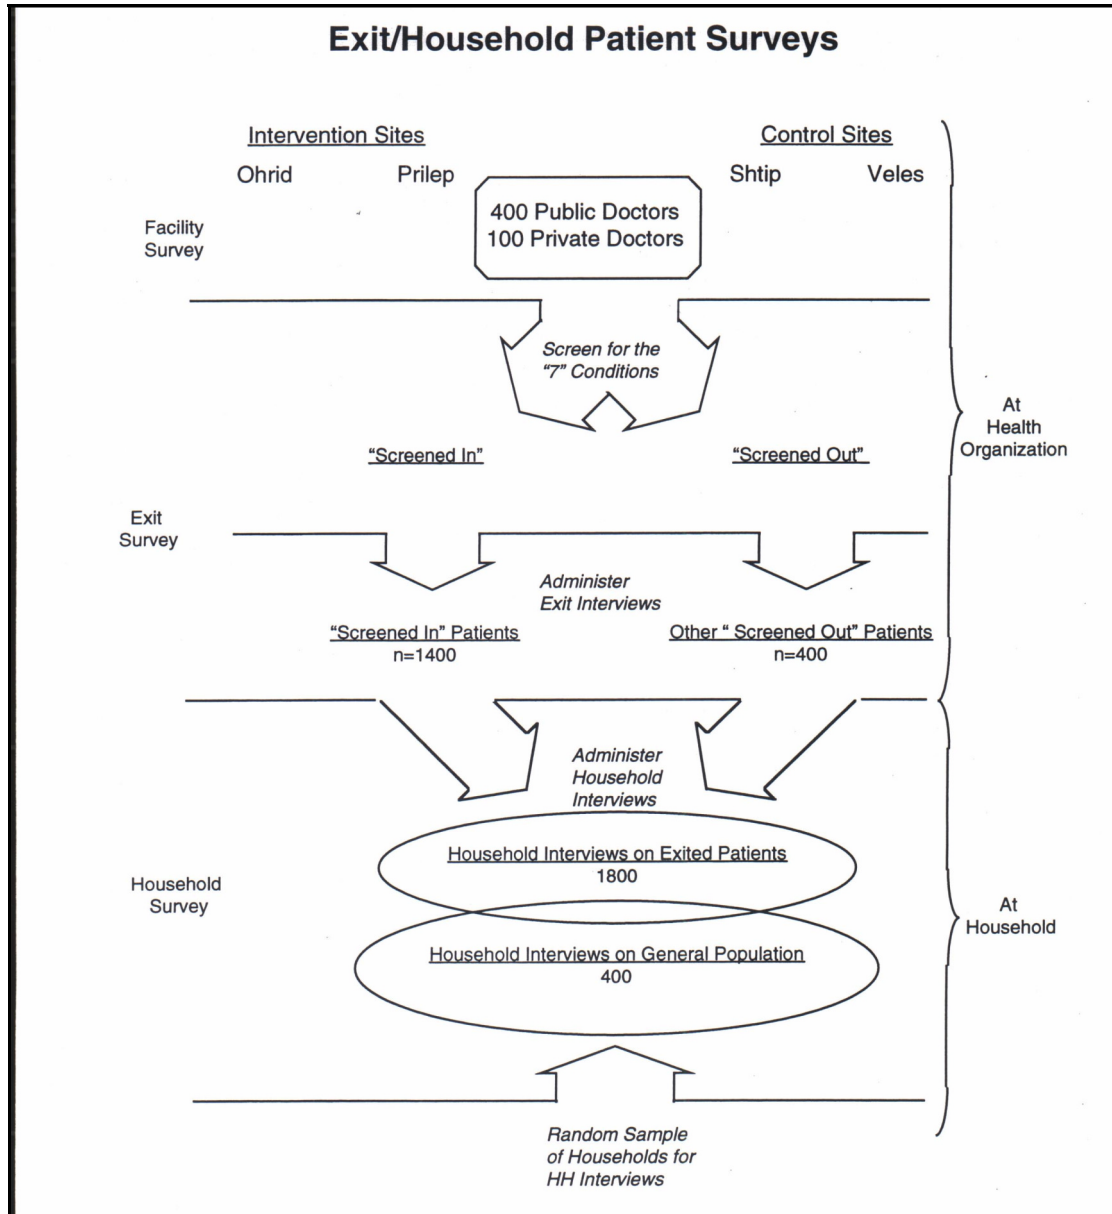 Exit/Household Patient Surveys
Intervention Sites
Control Sites
Ohrid
Prilep
Shtip
Veles
Facility
Survey
400 Public Doctors
100 Private Doctors
Screen for the
"7" Conditions
At
Health
Organization
"Screened In"
"Screened Out"
Exit
Survey
Administer
Exit Interviews
"Screened In" Patients
n=1400
Other " Screened Out" Patients
n=400
Administer
Household
Interviews
Household Interviews on Exited Patients
1800
Household
Survey
At
Household
Household Interviews on General Population
400
Random Sample
of Households for
HH Interviews